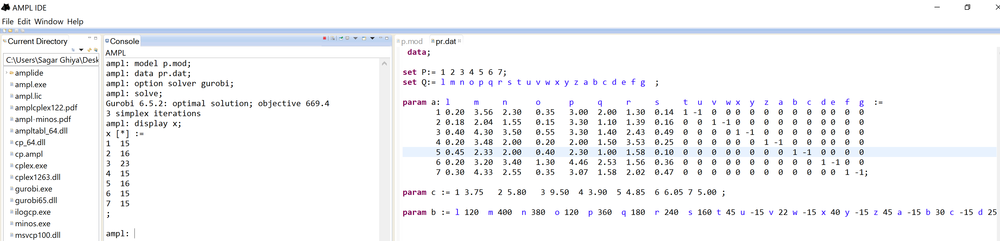 AMPL IDE
File Edit Window Help
Current Directory
C:\Users\Sagar Ghiya\Desk
amplide
ampl.exe
ampl.lic
amplcplex122.pdf
ampl-minos.pdf
ampltabl_64.dll
cp_64.dll
cp.ampl
cplex.exe
cplex1263.dll
gurobi.exe
gurobi65.dll
ilogcp.exe
minos.exe
msvcp100.dll
Console
AMPL
ampl: model p.mod;
ampl: data pr.dat;
ampl: option solver gurobi;
ampl: solve;
Gurobi 6.5.2: optimal solution; objective 669.4
3 simplex iterations
ampl: display x;
x [*] :=
1 15
2 16
3 23
4 15
5 16
6 15
7 15
;
ampl:
p.mod pr.dat
data;
set P:= 1 2 3 4 5 6 7;
set Q:= l m n o p q r s t u v w x y z a b c d e f g ;
param a: l m n o p q r s t u v w x y z a b c d e f g :=
1 0.20 3.56 2.30 0.35 3.00 2.00 1.30 0.14 1 -1 0 0 0 0 0 0 0 0 0 0 0 0
2 0.18 2.04 1.55 0.15 3.30 1.10 1.39 0.16 0 0 1 -1 0 0 0 0 0 0 0 0 0 0
3 0.40 4.30 3.50 0.55 3.30 1.40 2.43 0.49 0 0 0 0 1 -1 0 0 0 0 0 0 0 0
4 0.20 3.48 2.00 0.20 2.00 1.50 3.53 0.25 0 0 0 0 0 0 1 -1 0 0 0 0 0 0
5 0.45 2.33 2.00 0.40 2.30 1.00 1.58 0.10 0 0 0 0 0 0 0 0 1 -1 0 0 0 0
6 0.20 3.20 3.40 1.30 4.46 2.53 1.56 0.36 0 0 0 0 0 0 0 0 0 0 1 -1 0 0
7 0.30 4.33 2.55 0.35 3.07 1.58 2.02 0.47 0 0 0 0 0 0 0 0 0 0 0 0 1 -1;
param c := 1 3.75 2 5.80 3 9.50 4 3.90 5 4.85 6 6.05 7 5.00 ;
param b := l 120 m 400 n 380 o 120 p 360 q 180 r 240 s 160 t 45 u -15 v 22 w -15 x 40 y -15 z 45 a -15 b 30 c -15 d 25